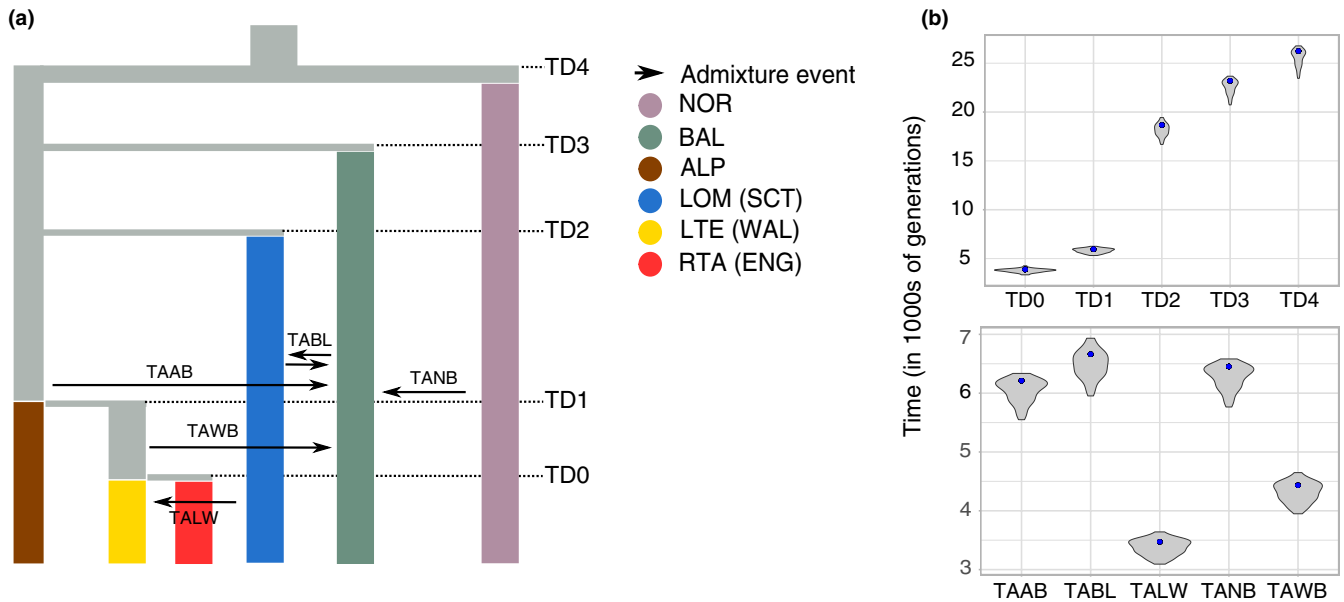 (a)
TD4
TD3
TD2
TD1
TD0
TABL
TAAB
TANB
TAWB
TALW
Admixture event
NOR
BAL
ALP
LOM (SCT)
LTE (WAL)
RTA (ENG)
(b)
Time (in 1000s of generations)
25
20
15
10
5
TD0 TD1 TD2 TD3 TD4
7
6
5
4
3
TAAB TABL TALW TANB TAWB